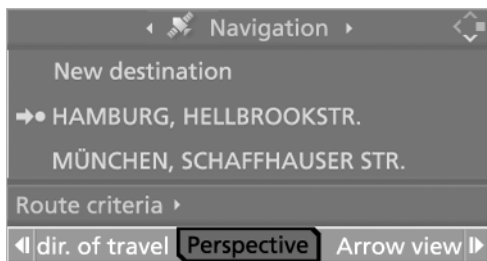 Navigation
New destination
HAMBURG, HELLBROOKSTR.
MÜNCHEN, SCHAFFHAUSER STR.
Route criteria
dir. of travel Perspective Arrow view